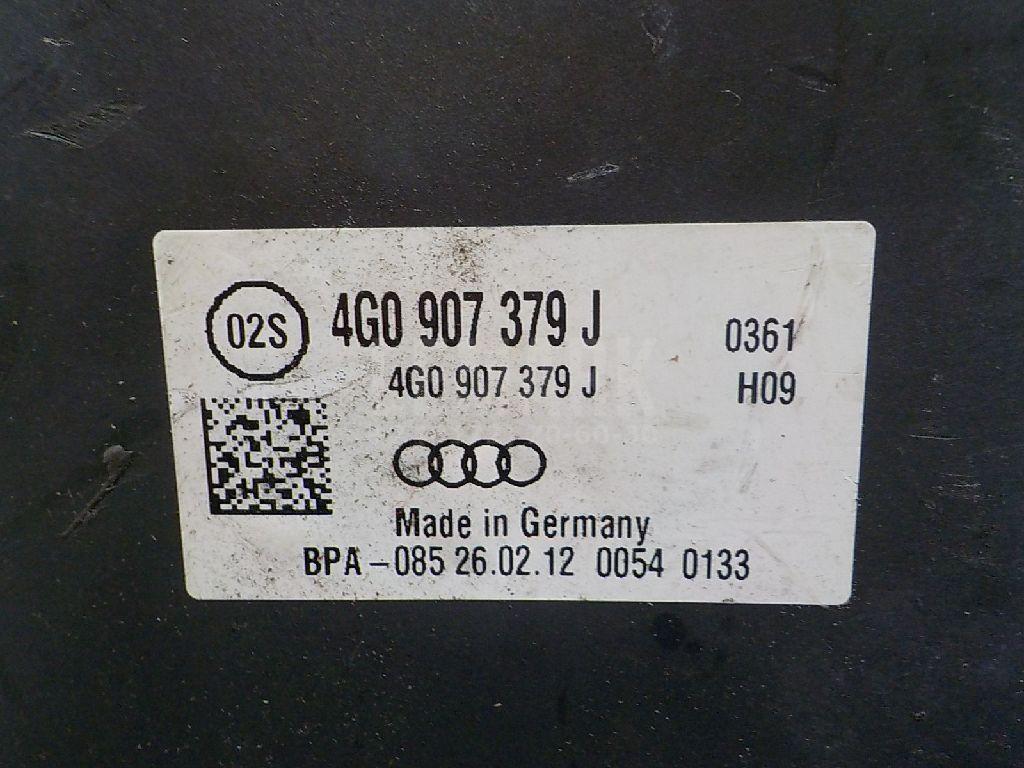 02S 4G0 907 379 J 0361
4G0 907 379 J H09
Made in Germany
BPA-085 26.02.12 0054 0133